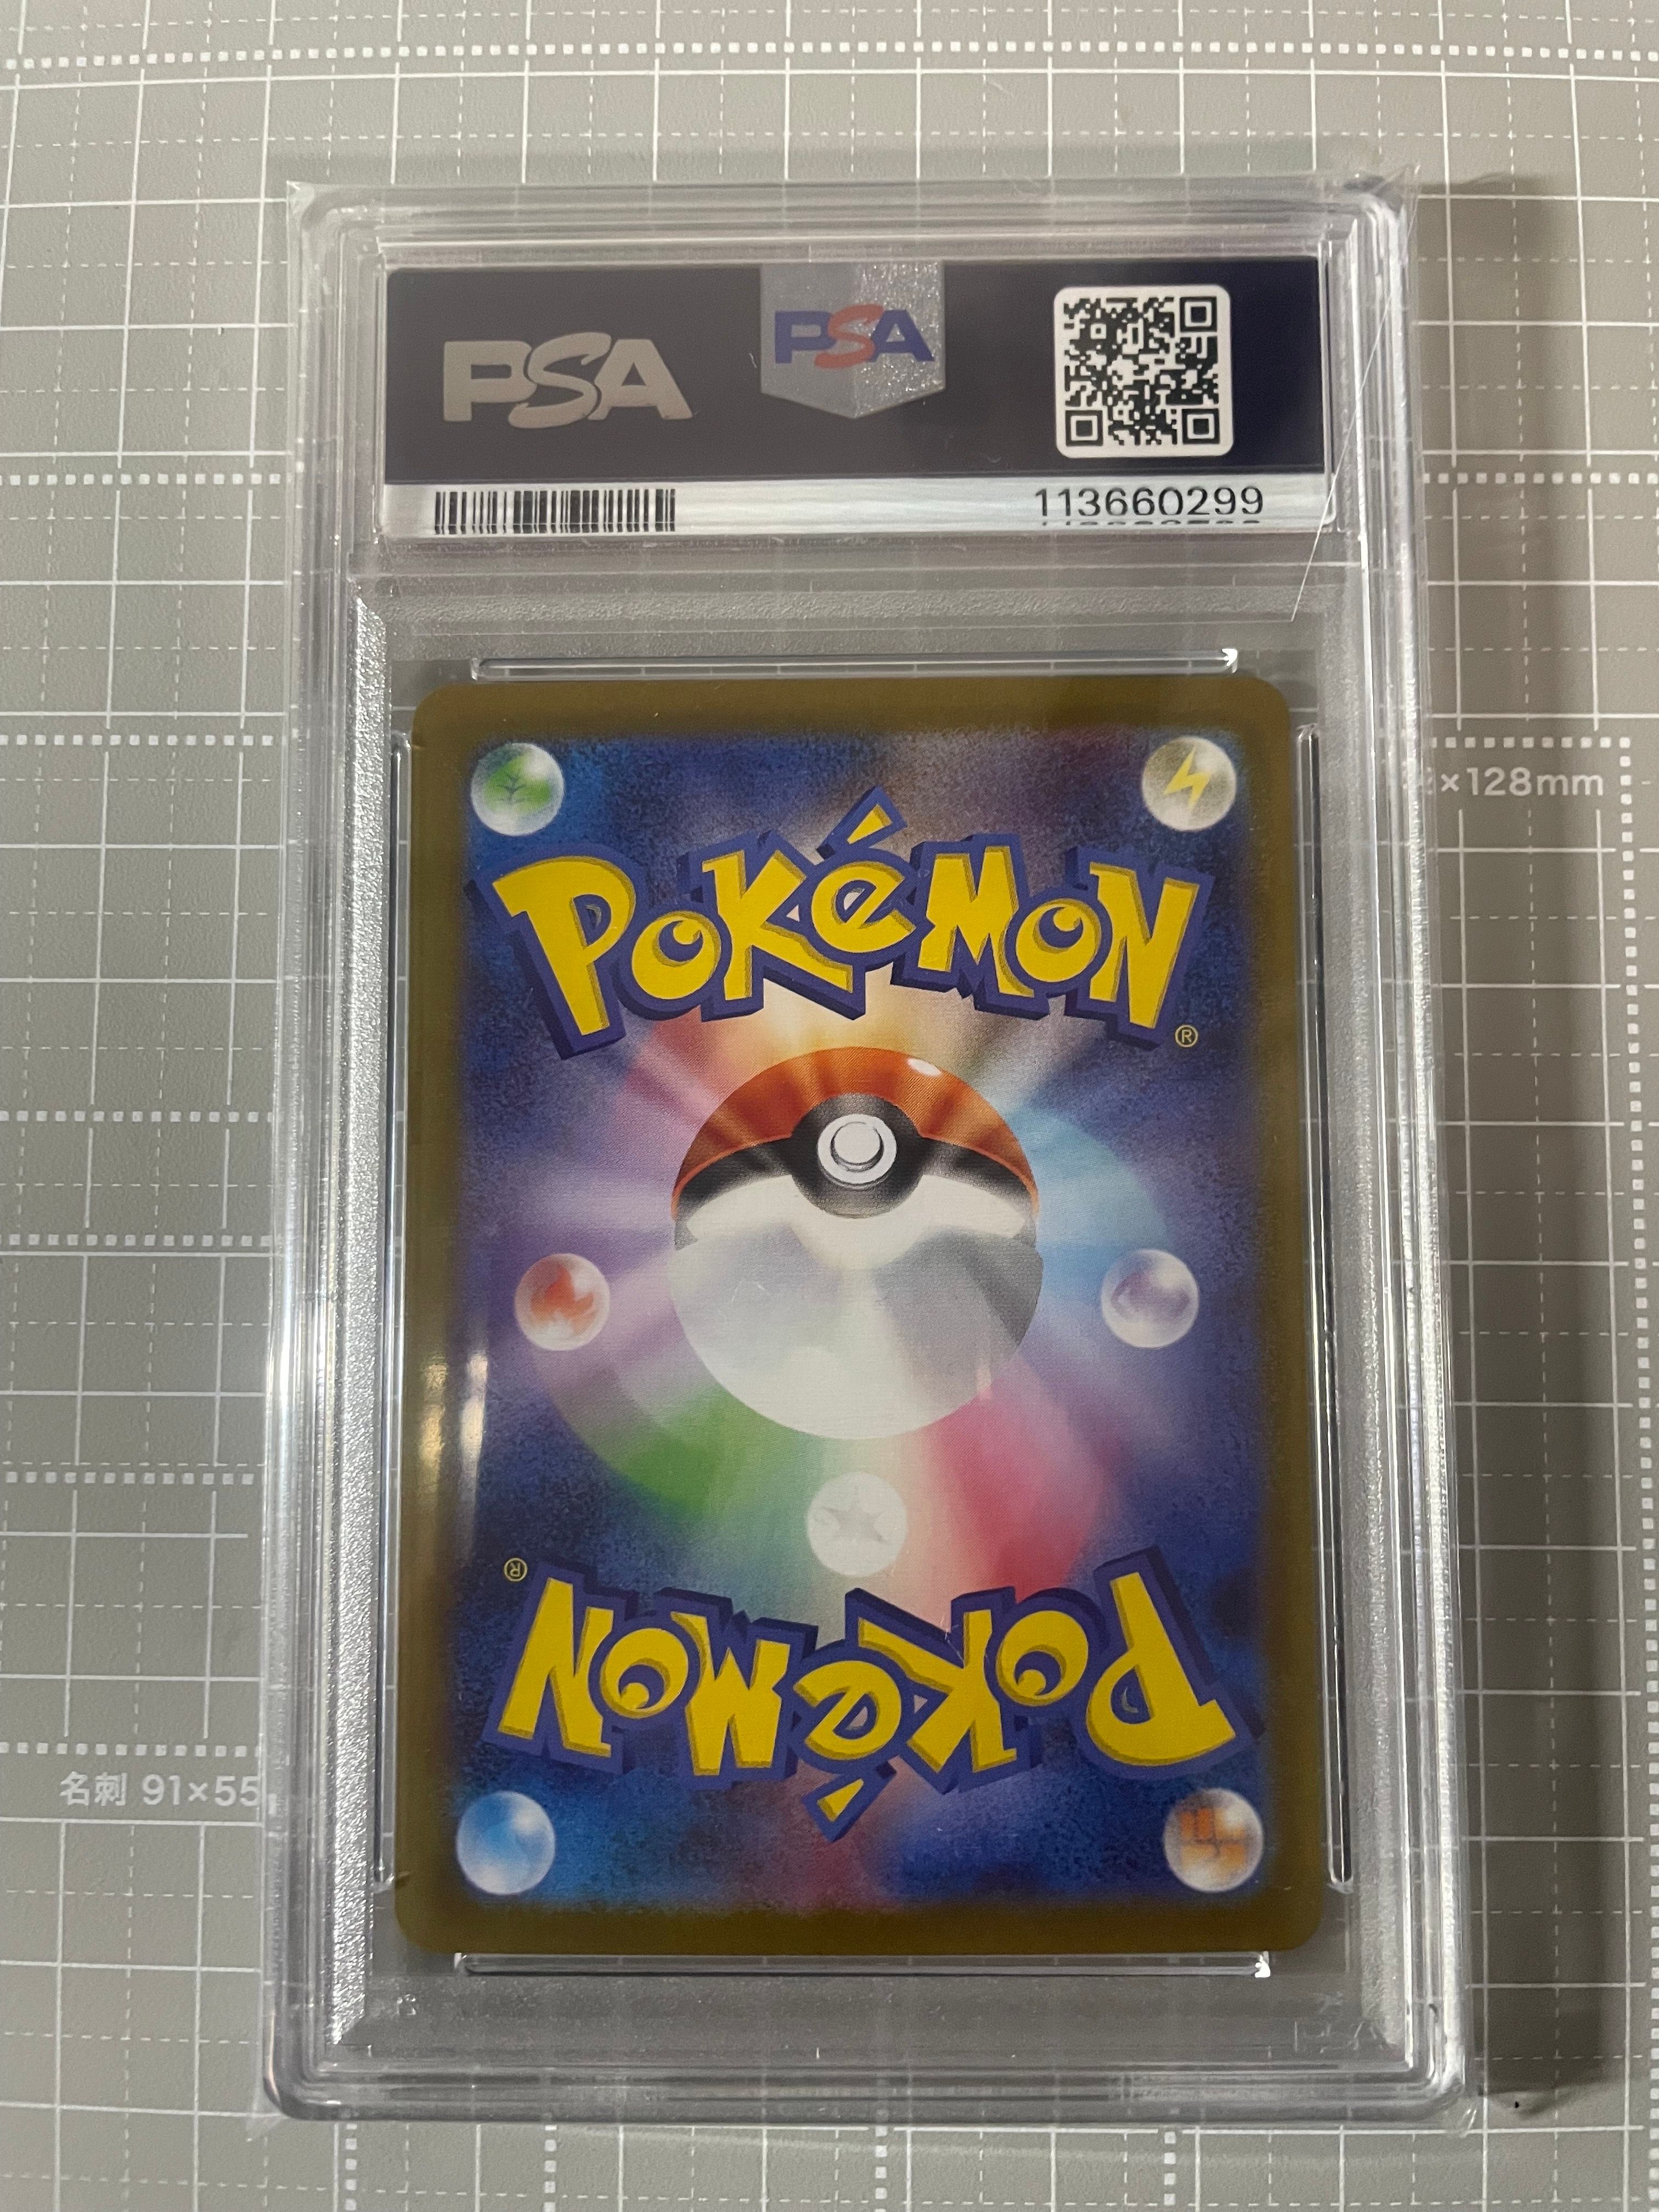 PSA
PSA
113660299
×128mm
POKéMON
®
®
POKéMON
名刺 91×55